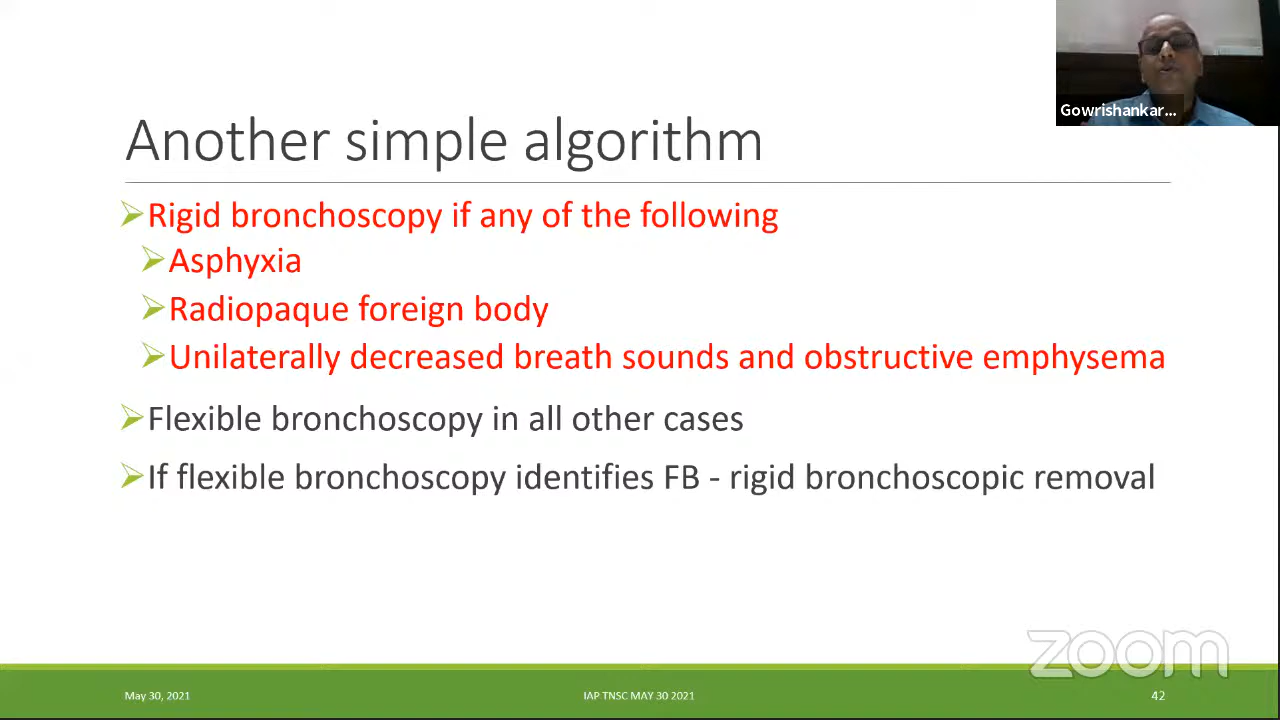 Gowrishankar...
Another simple algorithm
Rigid bronchoscopy if any of the following
Asphyxia
Radiopaque foreign body
Unilaterally decreased breath sounds and obstructive emphysema
Flexible bronchoscopy in all other cases
If flexible bronchoscopy identifies FB - rigid bronchoscopic removal
zoom
May 30, 2021
IAP TNSC MAY 30 2021
42